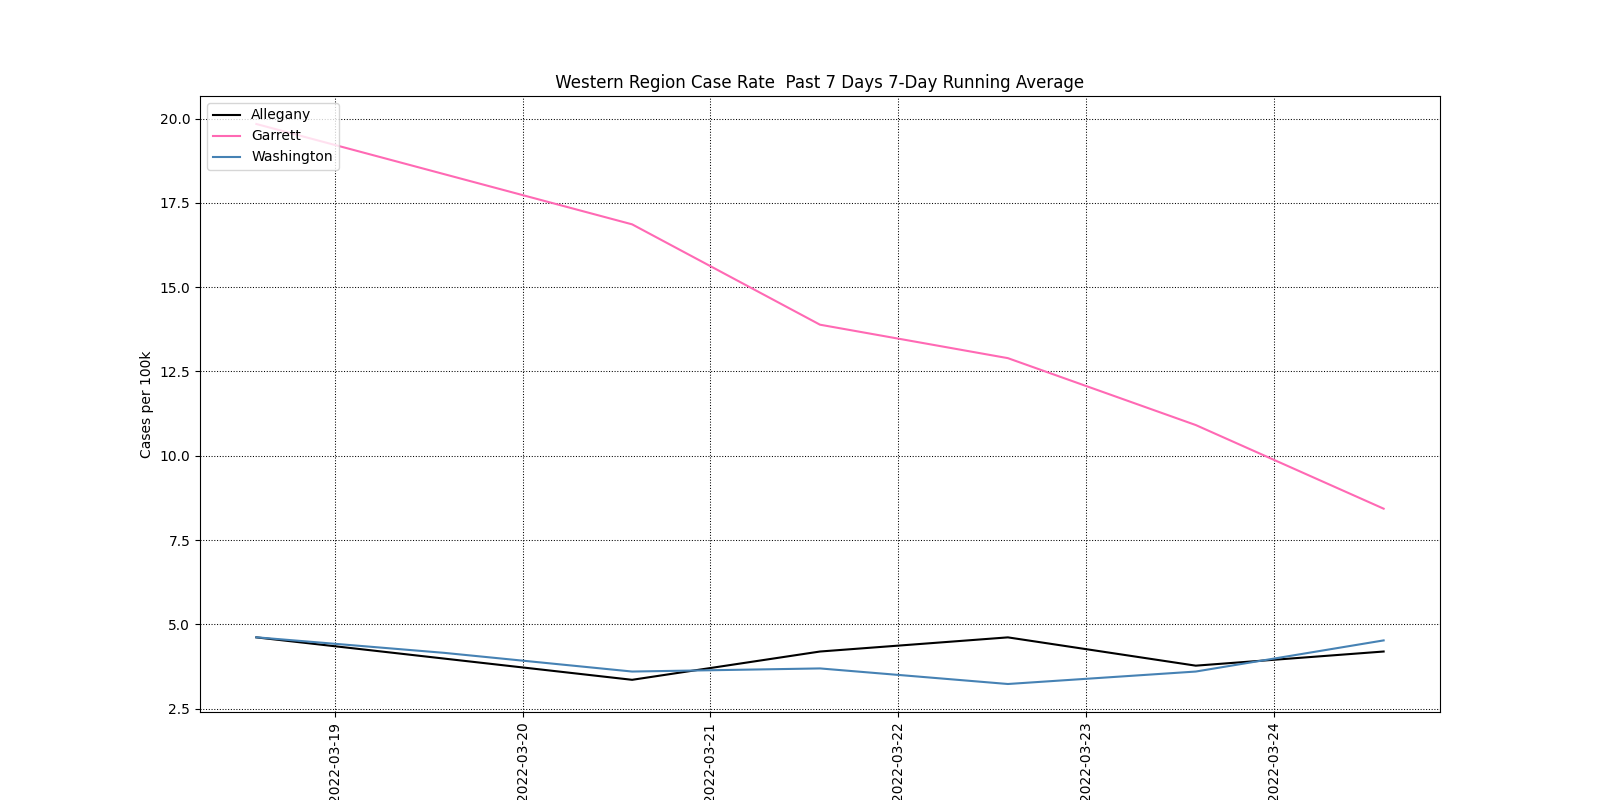 Western Region Case Rate  Past 7 Days 7-Day Running Average
Allegany
Garrett
Washington
Cases per 100k
20.0
17.5
15.0
12.5
10.0
7.5
5.0
2.5
2022-03-19
2022-03-20
2022-03-21
2022-03-22
2022-03-23
2022-03-24